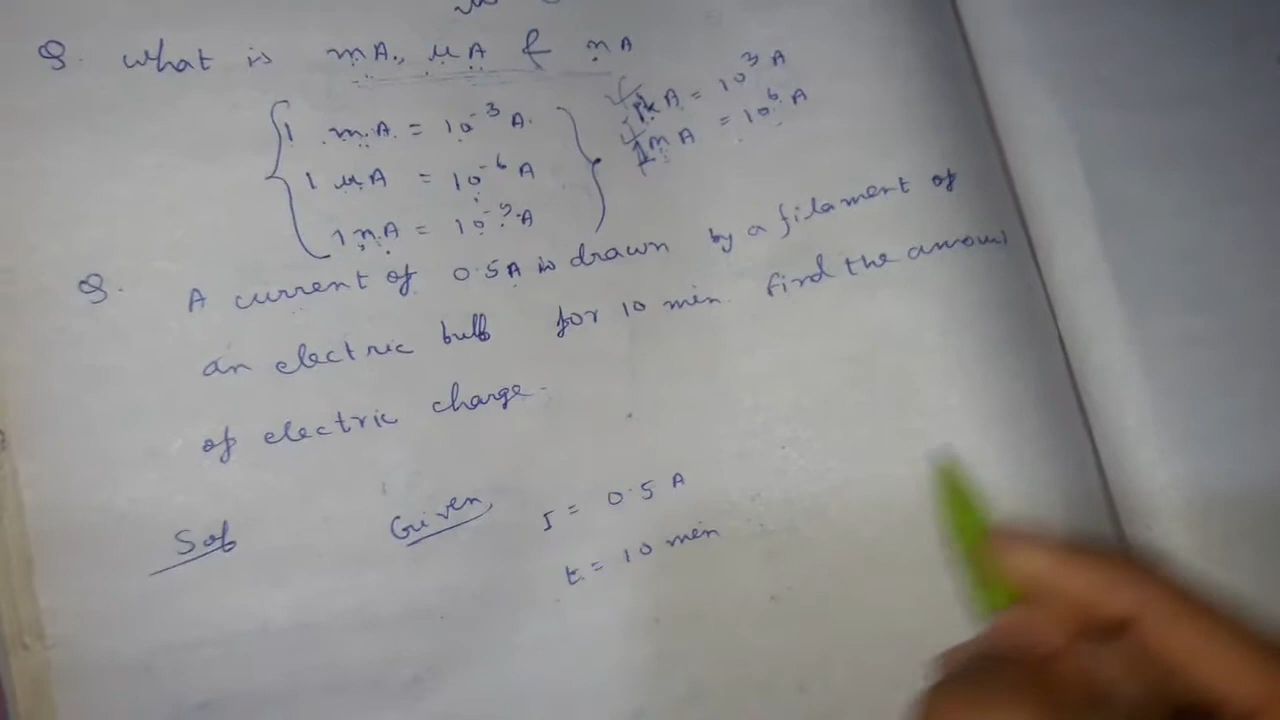 Q. What is mA, μA & nA
1 mA = 10⁻³ A.
1 μA = 10⁻⁶ A
1 nA = 10⁻⁹ A
1kA = 10³ A
1mA = 10⁶ A
Q. A current of 0.5A is drawn by a filament of
an electric bulb for 10 min. find the amount
of electric charge.
Sol Given I = 0.5 A
t = 10 min